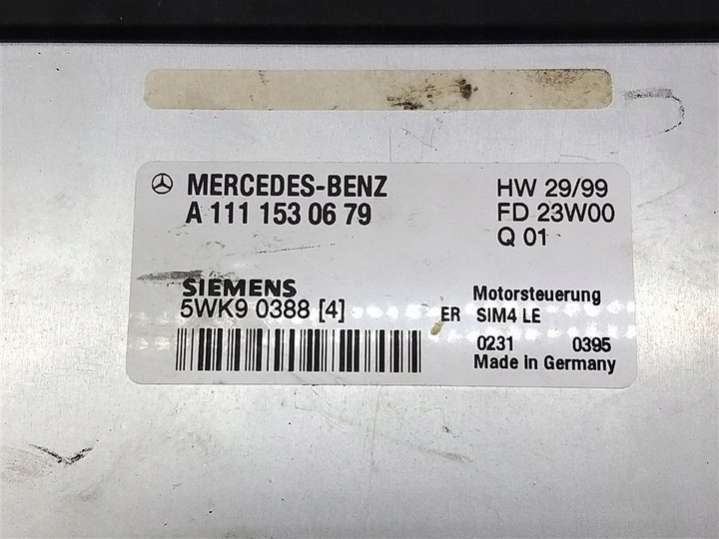 MERCEDES-BENZ
A 111 153 06 79
HW 29/99
FD 23W00
Q 01
SIEMENS
5WK9 0388 [4]
ER
Motorsteuerung
SIM4 LE
0231 0395
Made in Germany